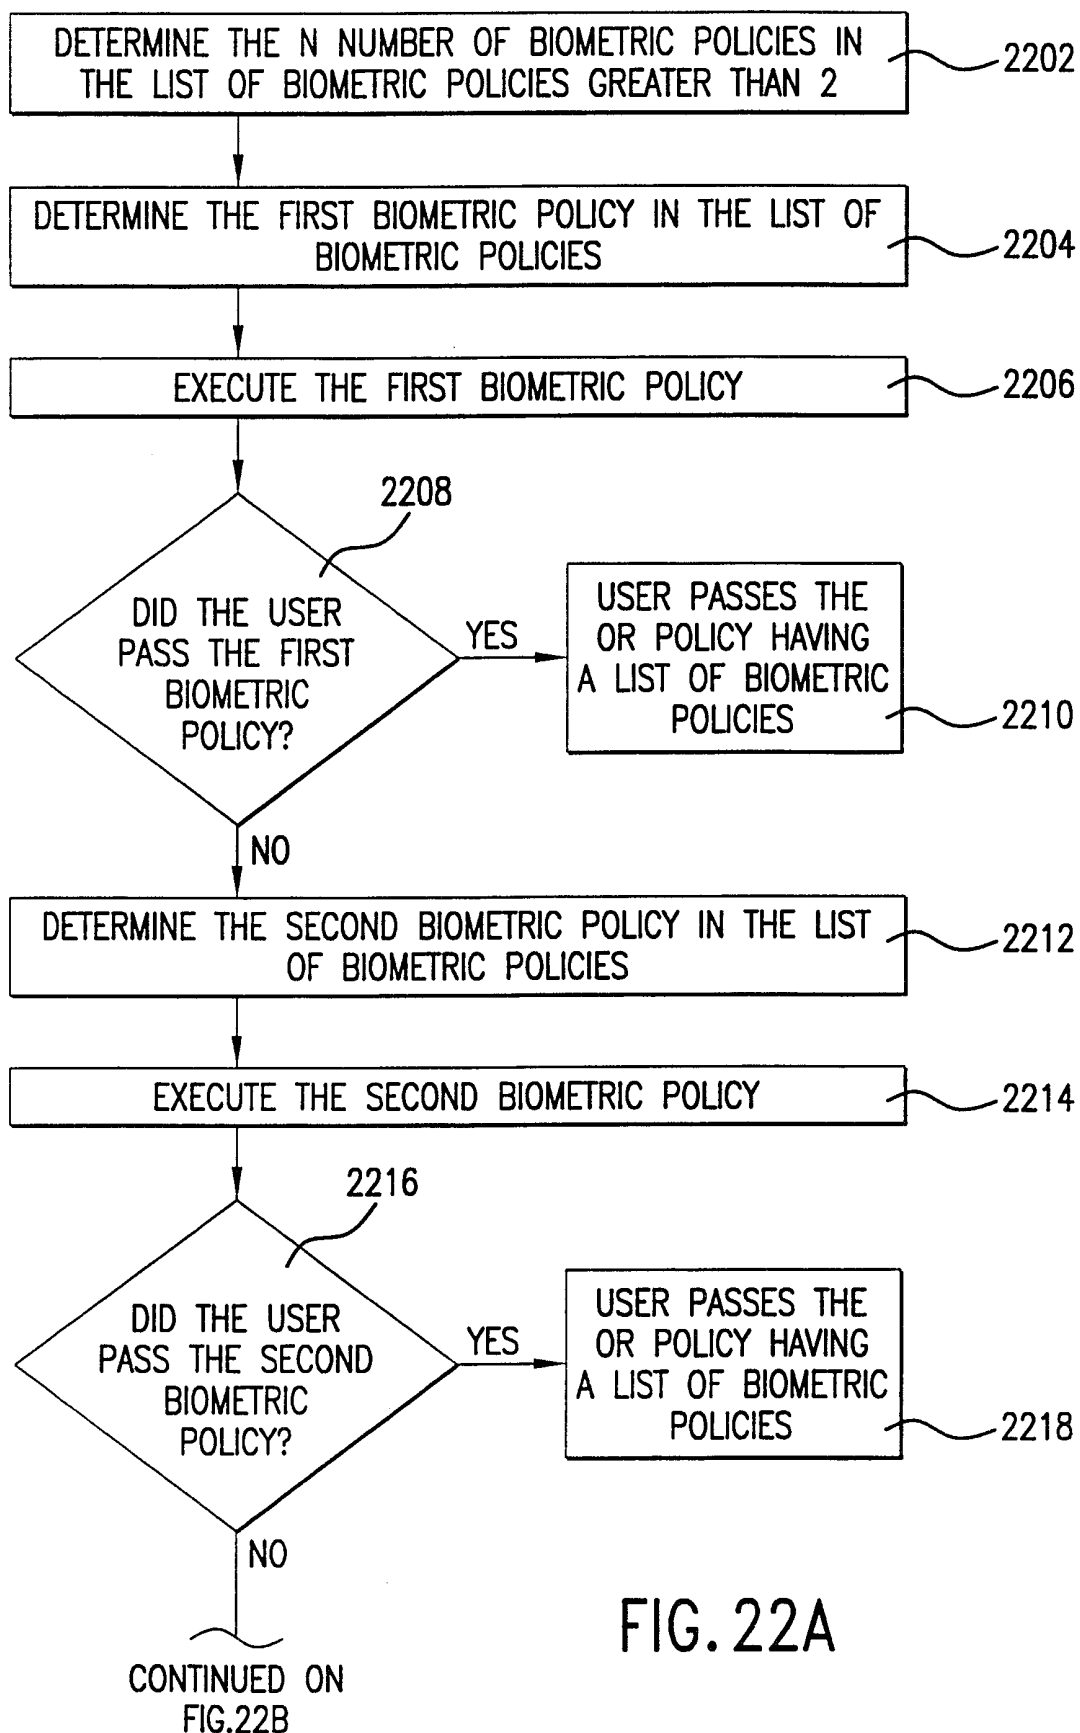 DETERMINE THE N NUMBER OF BIOMETRIC POLICIES IN
THE LIST OF BIOMETRIC POLICIES GREATER THAN 2
2202
DETERMINE THE FIRST BIOMETRIC POLICY IN THE LIST OF
BIOMETRIC POLICIES
2204
EXECUTE THE FIRST BIOMETRIC POLICY
2206
2208
DID THE USER
PASS THE FIRST
BIOMETRIC
POLICY?
YES
USER PASSES THE
OR POLICY HAVING
A LIST OF BIOMETRIC
POLICIES
2210
NO
DETERMINE THE SECOND BIOMETRIC POLICY IN THE LIST
OF BIOMETRIC POLICIES
2212
EXECUTE THE SECOND BIOMETRIC POLICY
2214
2216
DID THE USER
PASS THE SECOND
BIOMETRIC
POLICY?
YES
USER PASSES THE
OR POLICY HAVING
A LIST OF BIOMETRIC
POLICIES
2218
NO
CONTINUED ON
FIG.22B
FIG. 22A